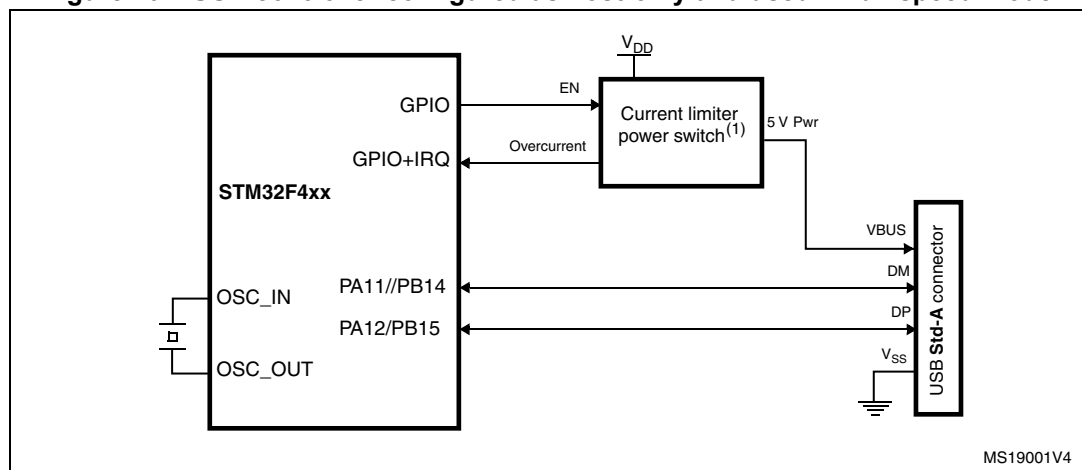 VDD
EN
GPIO
Current limiter
power switch(1)
5 V Pwr
Overcurrent
GPIO+IRQ
STM32F4xx
VBUS
DM
PA11//PB14
OSC_IN
DP
PA12/PB15
VSS
OSC_OUT
USB Std-A connector
MS19001V4